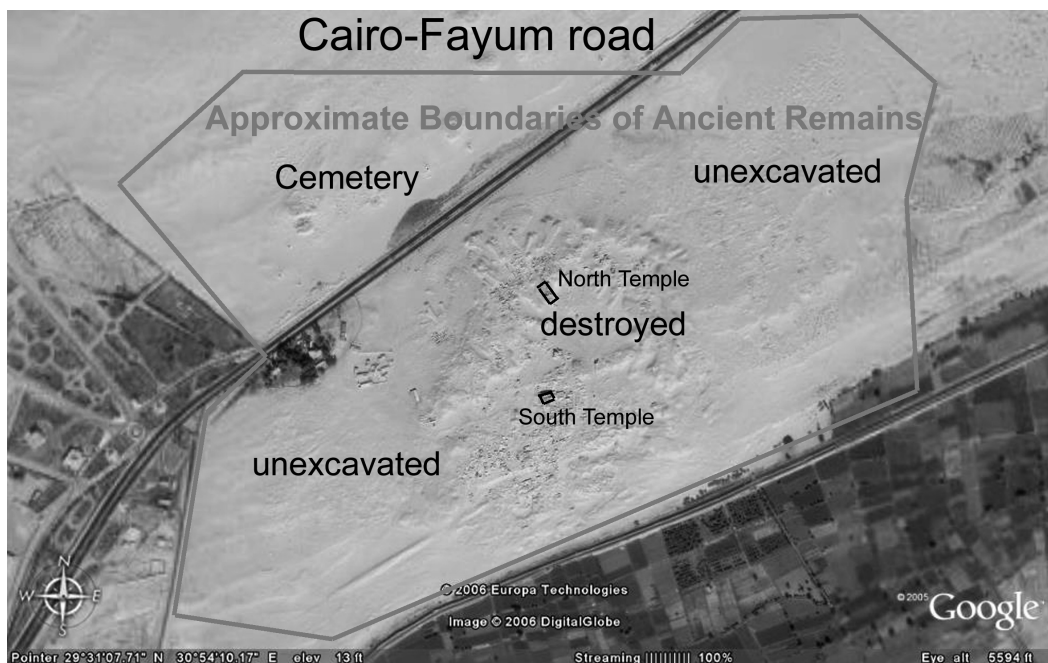 Cairo-Fayum road
Approximate Boundaries of Ancient Remains
Cemetery
unexcavated
North Temple
destroyed
South Temple
unexcavated
N
W E
S
© 2006 Europa Technologies
Image © 2006 DigitalGlobe
© 2005 Google™
Pointer 29°31'07.71" N 30°54'10.17" E elev 13 ft Streaming |||||||||| 100% Eye alt 5594 ft